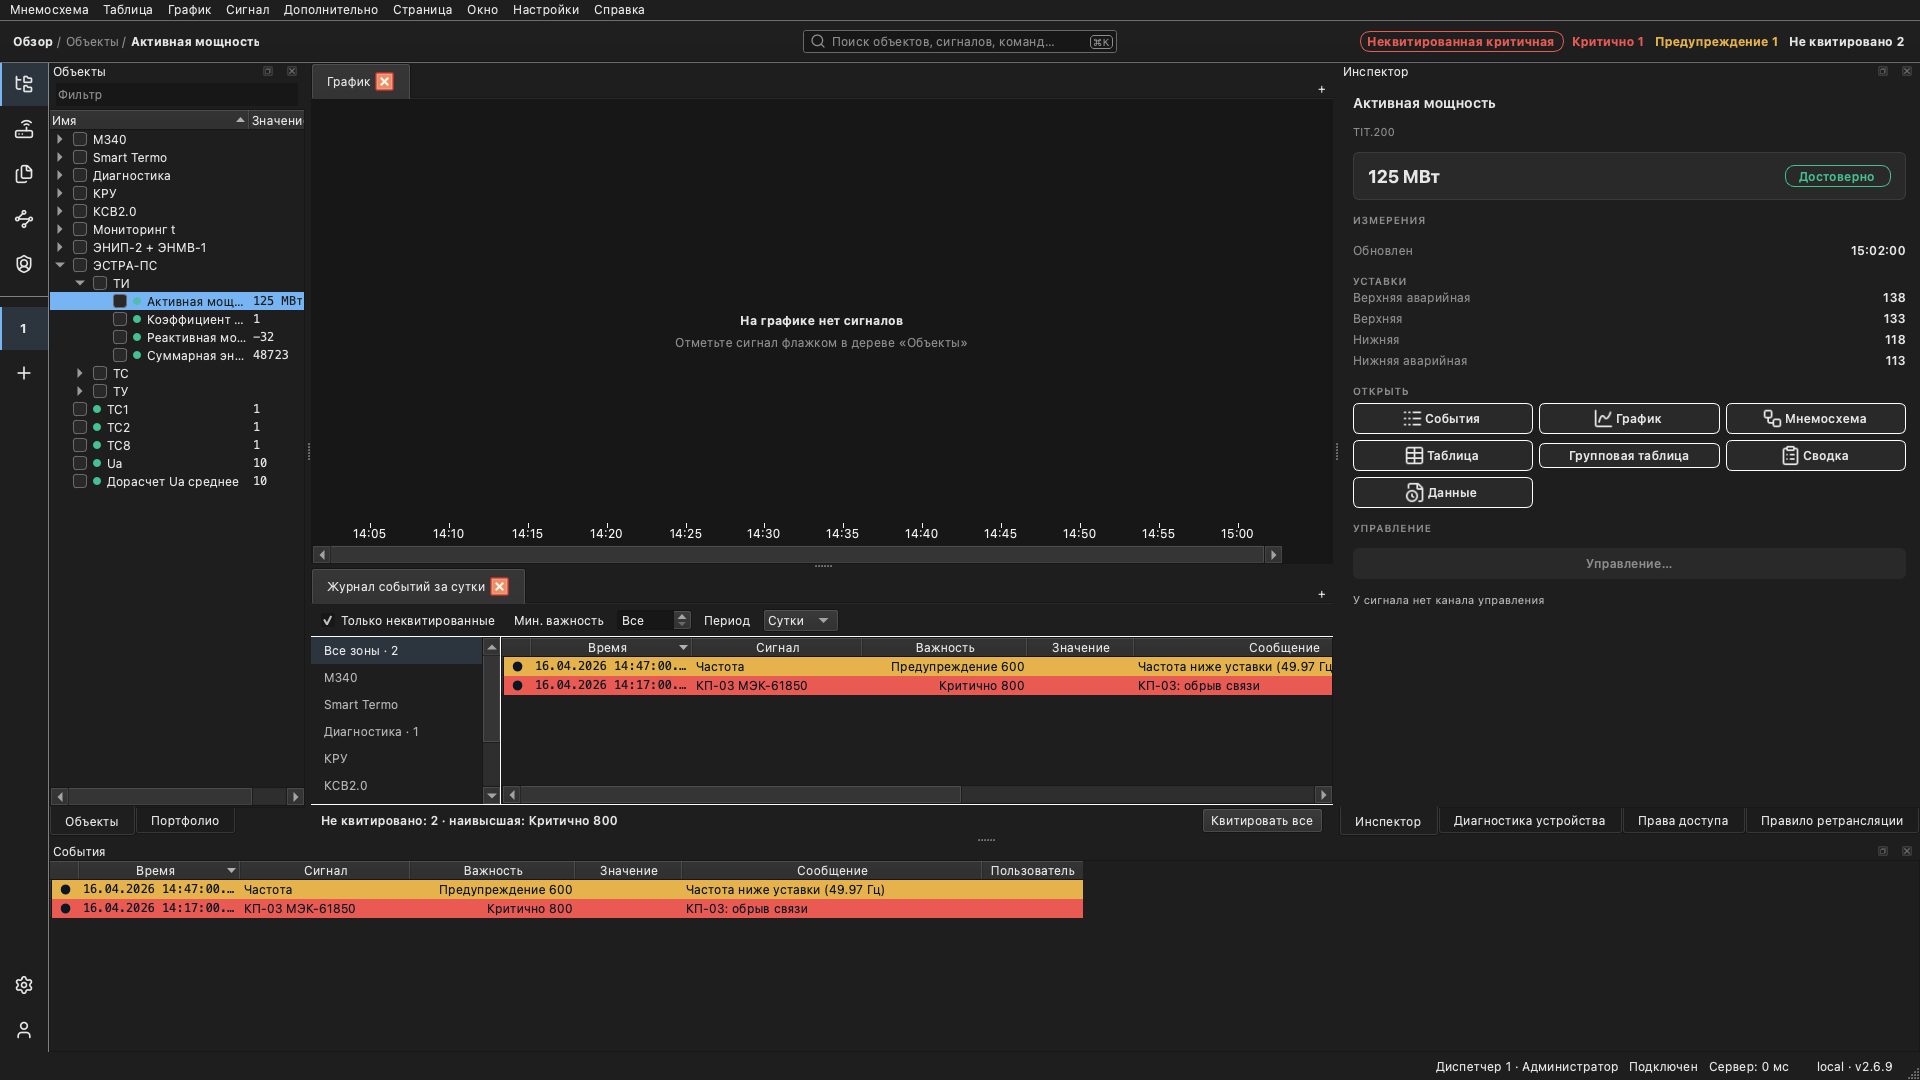 Мнемосхема Таблица График Сигнал Дополнительно Страница Окно Настройки Справка
Обзор / Объекты / Активная мощность
Поиск объектов, сигналов, команд... ⌘K
Неквитированная критичная Критично 1 Предупреждение 1 Не квитировано 2
Объекты
Фильтр
Имя Значени
M340
Smart Termo
Диагностика
КРУ
КСВ2.0
Мониторинг t
ЭНИП-2 + ЭНМВ-1
ЭСТРА-ПС
ТИ
Активная мощ... 125 МВт
Коэффициент ... 1
Реактивная мо... −32
Суммарная эн... 48723
ТС
ТУ
ТС1 1
ТС2 1
ТС8 1
Ua 10
Дорасчет Ua среднее 10
Объекты Портфолио
1
График
+
На графике нет сигналов
Отметьте сигнал флажком в дереве «Объекты»
14:05 14:10 14:15 14:20 14:25 14:30 14:35 14:40 14:45 14:50 14:55 15:00
Журнал событий за сутки
+
Только неквитированные Мин. важность Все Период Сутки
Все зоны · 2
M340
Smart Termo
Диагностика · 1
КРУ
КСВ2.0
Время Сигнал Важность Значение Сообщение
16.04.2026 14:47:00.... Частота Предупреждение 600 Частота ниже уставки (49.97 Гц
16.04.2026 14:17:00.... КП-03 МЭК-61850 Критично 800 КП-03: обрыв связи
Не квитировано: 2 · наивысшая: Критично 800 Квитировать все
Инспектор
Активная мощность
TIT.200
125 МВт Достоверно
ИЗМЕРЕНИЯ
Обновлен 15:02:00
УСТАВКИ
Верхняя аварийная 138
Верхняя 133
Нижняя 118
Нижняя аварийная 113
ОТКРЫТЬ
События График Мнемосхема
Таблица Групповая таблица Сводка
Данные
УПРАВЛЕНИЕ
Управление...
У сигнала нет канала управления
Инспектор Диагностика устройства Права доступа Правило ретрансляции
События
Время Сигнал Важность Значение Сообщение Пользователь
16.04.2026 14:47:00.... Частота Предупреждение 600 Частота ниже уставки (49.97 Гц)
16.04.2026 14:17:00.... КП-03 МЭК-61850 Критично 800 КП-03: обрыв связи
Диспетчер 1 · Администратор Подключен Сервер: 0 мс local · v2.6.9